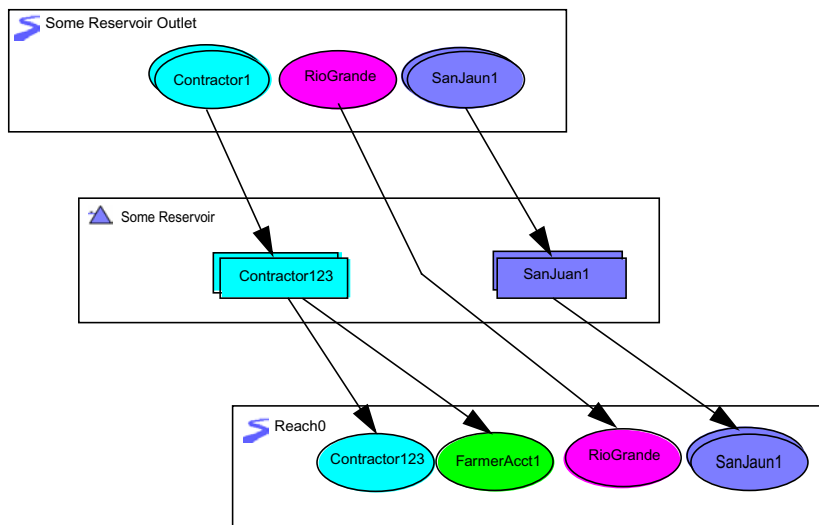 Some Reservoir Outlet
Contractor1
RioGrande
SanJaun1
Some Reservoir
Contractor123
SanJuan1
Reach0
Contractor123
FarmerAcct1
RioGrande
SanJaun1